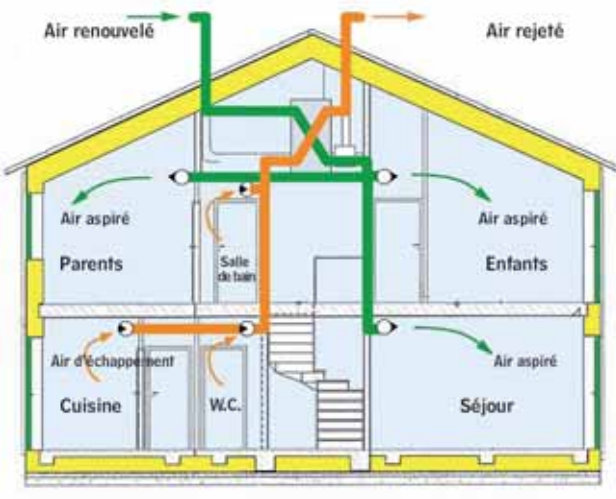 Air renouvelé
Air rejeté
Air aspiré
Air aspiré
Parents
Salle
de bain
Enfants
Air d'échappement
Air aspiré
Cuisine
W.C.
Séjour